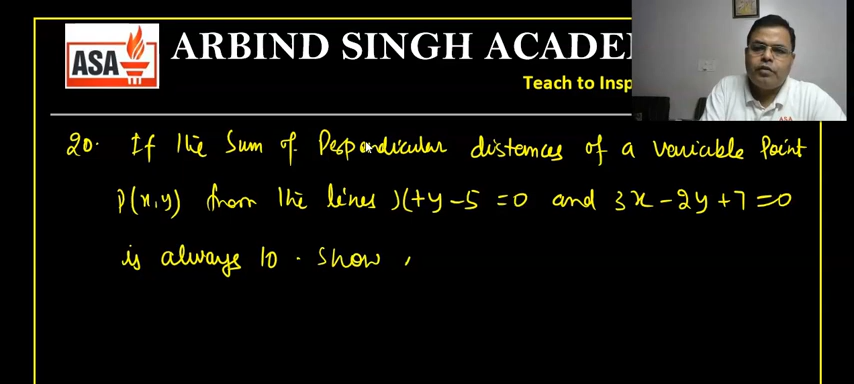 ASA
ARBIND SINGH ACADE
Teach to Insp
20. If the Sum of Perpendicular distances of a variable Point
P(x,y) from the lines x+y-5=0 and 3x-2y+7=0
is always 10. Show
ASA